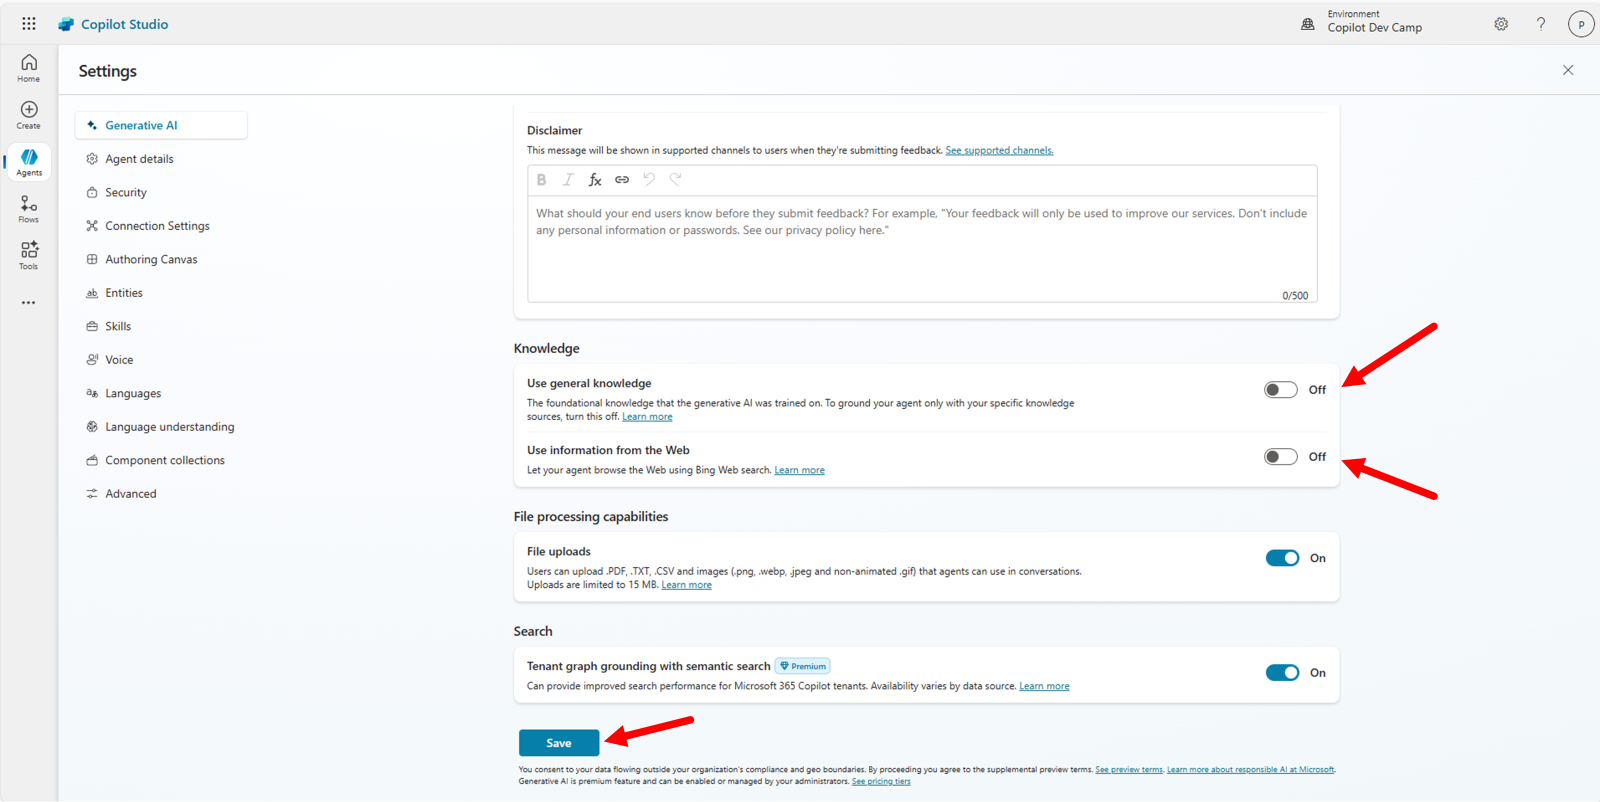 Copilot Studio
Environment
Copilot Dev Camp
?
P
Home
Create
Agents
Flows
Tools
Settings
Generative AI
Agent details
Security
Connection Settings
Authoring Canvas
Entities
Skills
Voice
Languages
Language understanding
Component collections
Advanced
Disclaimer
This message will be shown in supported channels to users when they're submitting feedback. See supported channels.
B I fx
What should your end users know before they submit feedback? For example, "Your feedback will only be used to improve our services. Don't include
any personal information or passwords. See our privacy policy here."
0/500
Knowledge
Use general knowledge
Off
The foundational knowledge that the generative AI was trained on. To ground your agent only with your specific knowledge
sources, turn this off. Learn more
Use information from the Web
Off
Let your agent browse the Web using Bing Web search. Learn more
File processing capabilities
File uploads
On
Users can upload .PDF, .TXT, .CSV and images (.png, .webp, .jpeg and non-animated .gif) that agents can use in conversations.
Uploads are limited to 15 MB. Learn more
Search
Tenant graph grounding with semantic search Premium
On
Can provide improved search performance for Microsoft 365 Copilot tenants. Availability varies by data source. Learn more
Save
You consent to your data flowing outside your organization's compliance and geo boundaries. By proceeding you agree to the supplemental preview terms. See preview terms. Learn more about responsible AI at Microsoft.
Generative AI is premium feature and can be enabled or managed by your administrators. See pricing tiers